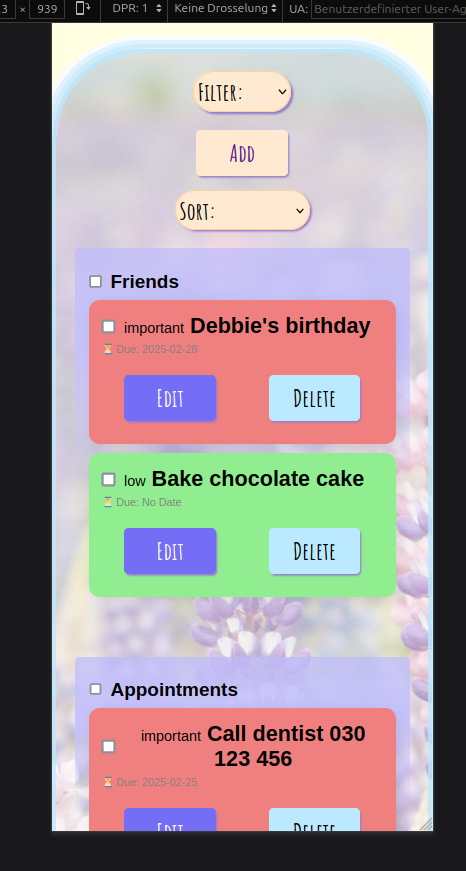 3 × 939 DPR: 1 Keine Drosselung UA: Benutzerdefinierter User-Ag
Filter:
Add
Sort:
Friends
important Debbie's birthday
⏳ Due: 2025-02-28
Edit Delete
low Bake chocolate cake
⏳ Due: No Date
Edit Delete
Appointments
important Call dentist 030
123 456
⏳ Due: 2025-02-25
Edit Delete